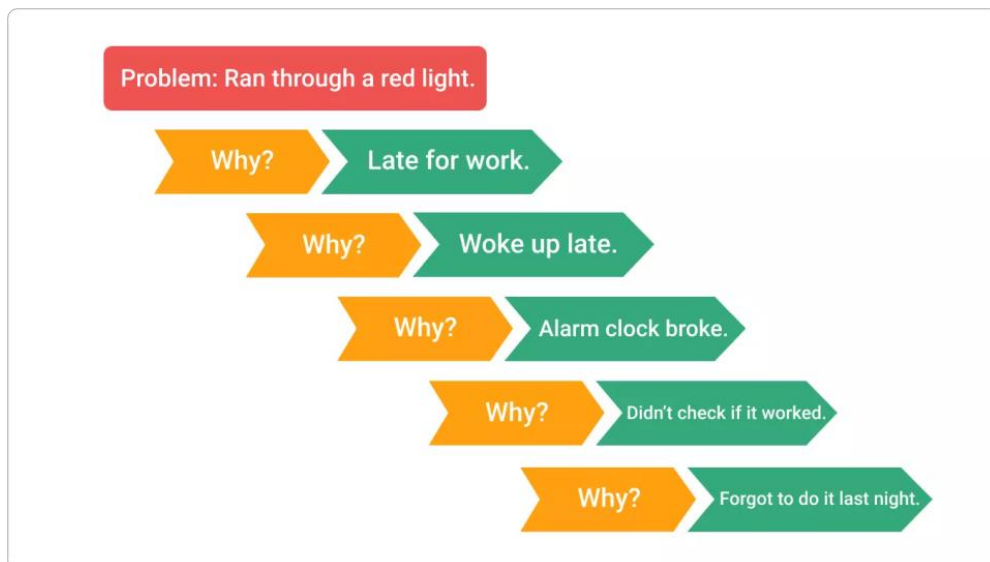 Problem: Ran through a red light.
Why? Late for work.
Why? Woke up late.
Why? Alarm clock broke.
Why? Didn't check if it worked.
Why? Forgot to do it last night.